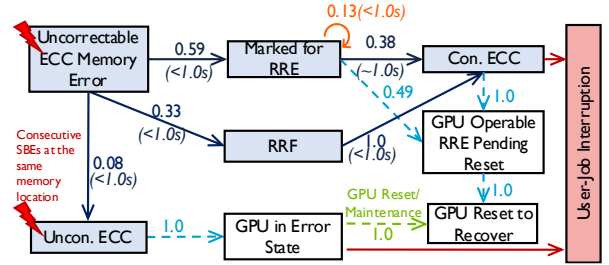 0.13(<1.0s)
Uncorrectable
ECC Memory
Error
0.59
(<1.0s)
Marked for
RRE
0.38
(~1.0s)
Con. ECC
0.33
(<1.0s)
RRF
0.49
1.0
(<1.0s)
1.0
GPU Operable
RRE Pending
Reset
Consecutive
SBEs at the
same
memory
location
0.08
(<1.0s)
1.0
Uncon. ECC
1.0
GPU in Error
State
GPU Reset/
Maintenance
1.0
GPU Reset to
Recover
User-Job Interruption